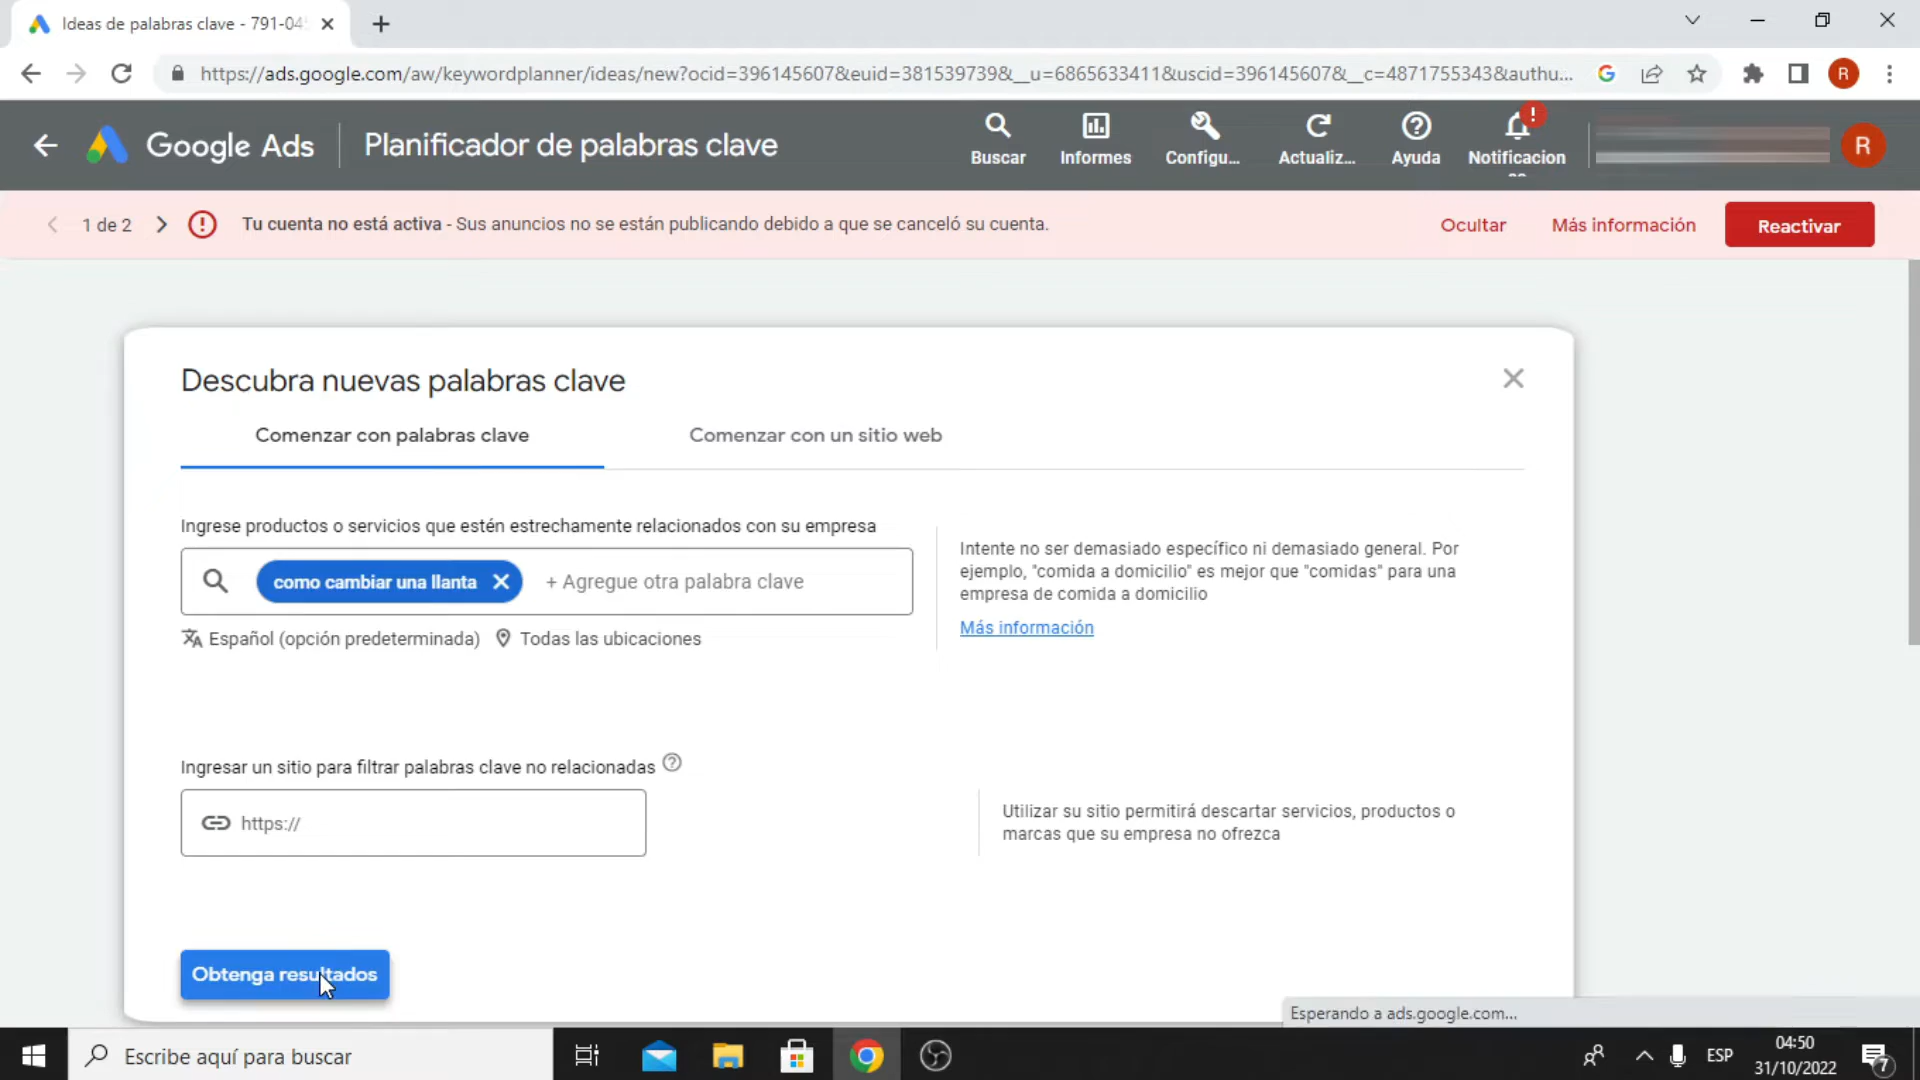 Ideas de palabras clave - 791-04
https://ads.google.com/aw/keywordplanner/ideas/new?ocid=396145607&euid=381539739&__u=6865633411&uscid=396145607&__c=4871755343&authu...
R
Google Ads
Planificador de palabras clave
Buscar
Informes
Configu...
Actualiz...
Ayuda
Notificacion
R
1 de 2
Tu cuenta no está activa - Sus anuncios no se están publicando debido a que se canceló su cuenta.
Ocultar
Más información
Reactivar
Descubra nuevas palabras clave
Comenzar con palabras clave
Comenzar con un sitio web
Ingrese productos o servicios que estén estrechamente relacionados con su empresa
como cambiar una llanta
+ Agregue otra palabra clave
Español (opción predeterminada)
Todas las ubicaciones
Intente no ser demasiado específico ni demasiado general. Por
ejemplo, "comida a domicilio" es mejor que "comidas" para una
empresa de comida a domicilio
Más información
Ingresar un sitio para filtrar palabras clave no relacionadas
https://
Utilizar su sitio permitirá descartar servicios, productos o
marcas que su empresa no ofrezca
Obtenga resultados
Esperando a ads.google.com...
Escribe aquí para buscar
ESP
04:50
31/10/2022
7